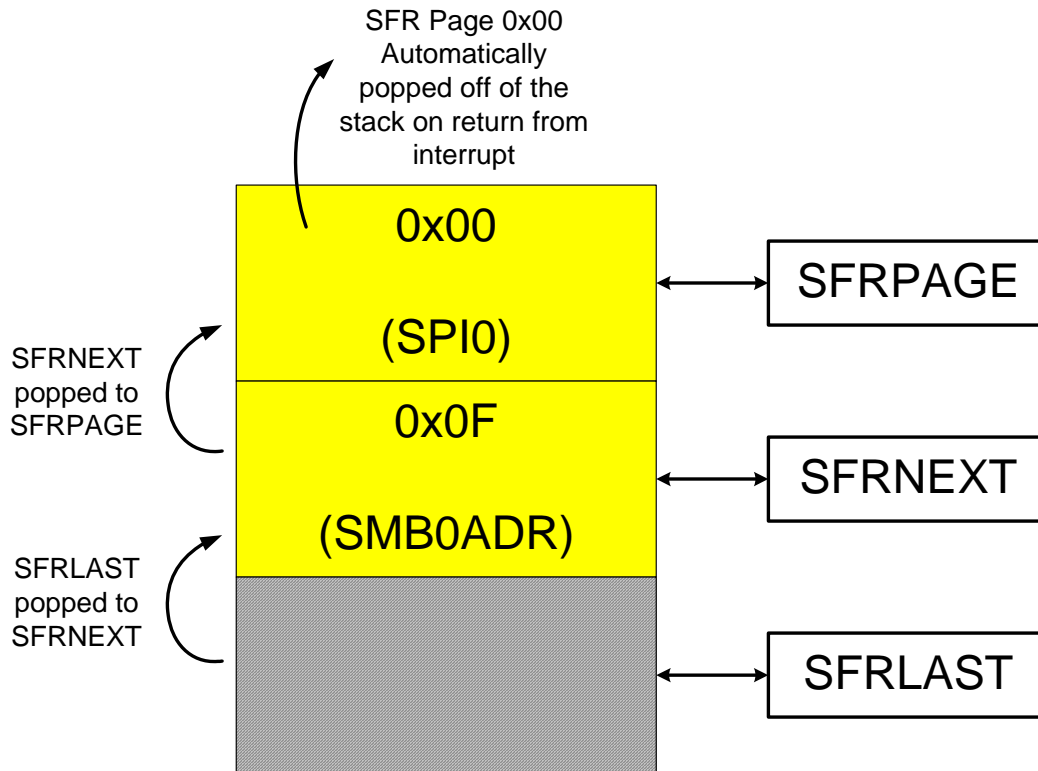 SFR Page 0x00
Automatically
popped off of the
stack on return from
interrupt
0x00
(SPI0)
SFRPAGE
SFRNEXT
popped to
SFRPAGE
0x0F
(SMB0ADR)
SFRNEXT
SFRLAST
popped to
SFRNEXT
SFRLAST